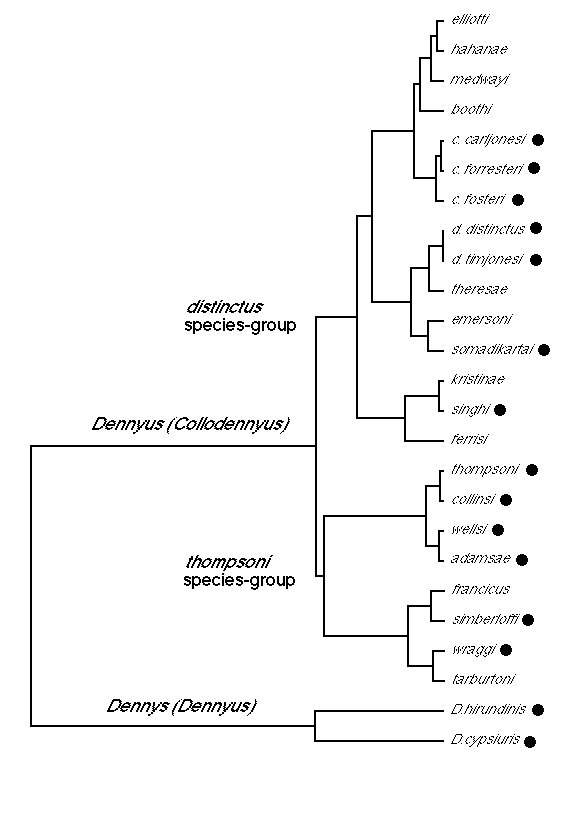 elliotti
hahanae
medwayi
boothi
c. carljonesi
c. forresteri
c. fosteri
d. distinctus
d. timjonesi
theresae
distinctus
species-group
emersoni
somadikartai
kristinae
singhi
Dennyus (Collodennyus)
ferrisi
thompsoni
collinsi
wellsi
adamsae
thompsoni
species-group
francicus
simberloffi
wraggi
tarburtoni
Dennys (Dennyus)
D.hirundinis
D.cypsiuris